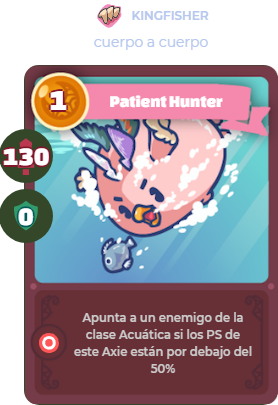 KINGFISHER
cuerpo a cuerpo
1
Patient Hunter
130
0
Apunta a un enemigo de la
clase Acuática si los PS de
este Axie están por debajo del
50%